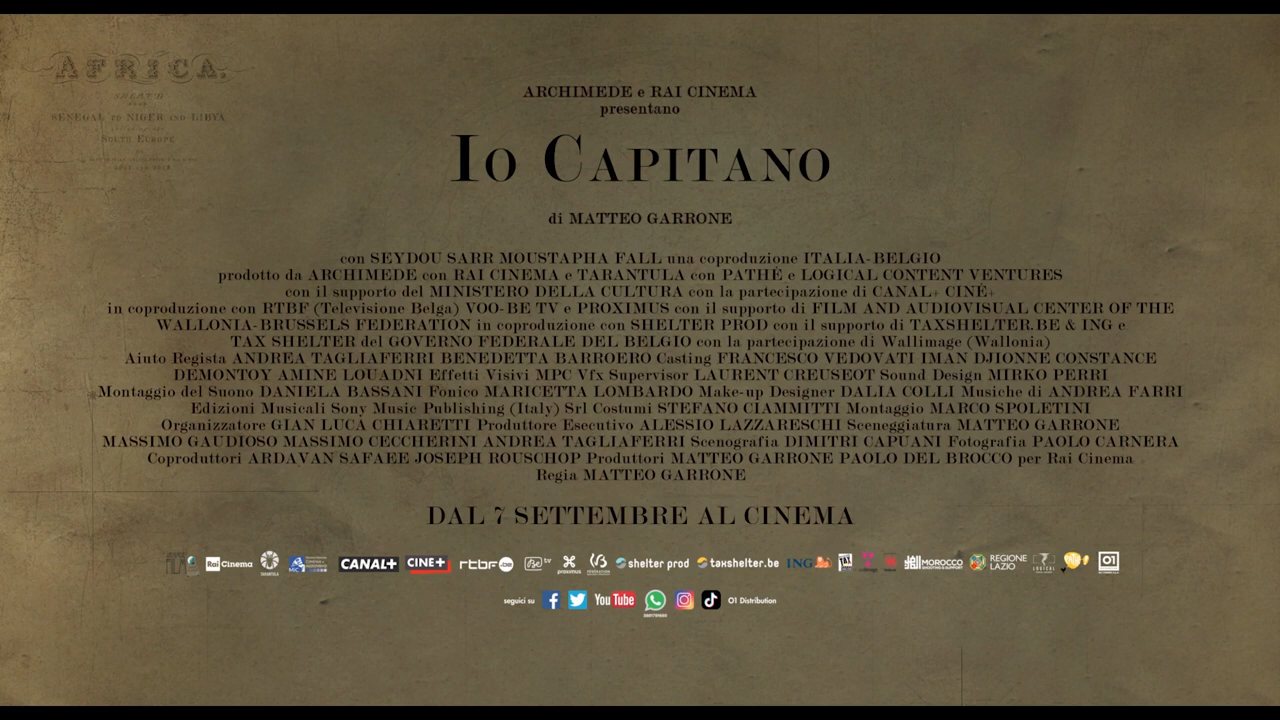 AFRICA.
SENEGAL TO NIGER AND LIBYA
SOUTH EUROPE
ARCHIMEDE e RAI CINEMA
presentano
IO CAPITANO
di MATTEO GARRONE
con SEYDOU SARR MOUSTAPHA FALL una coproduzione ITALIA-BELGIO
prodotto da ARCHIMEDE con RAI CINEMA e TARANTULA con PATHÉ e LOGICAL CONTENT VENTURES
con il supporto del MINISTERO DELLA CULTURA con la partecipazione di CANAL+ CINÉ+
in coproduzione con RTBF (Televisione Belga) VOO-BE TV e PROXIMUS con il supporto di FILM AND AUDIOVISUAL CENTER OF THE
WALLONIA-BRUSSELS FEDERATION in coproduzione con SHELTER PROD con il supporto di TAXSHELTER.BE & ING e
TAX SHELTER del GOVERNO FEDERALE DEL BELGIO con la partecipazione di Wallimage (Wallonia)
Aiuto Regista ANDREA TAGLIAFERRI BENEDETTA BARROERO Casting FRANCESCO VEDOVATI IMAN DJIONNE CONSTANCE
DEMONTOY AMINE LOUADNI Effetti Visivi MPC Vfx Supervisor LAURENT CREUSEOT Sound Design MIRKO PERRI
Montaggio del Suono DANIELA BASSANI Fonico MARICETTA LOMBARDO Make-up Designer DALIA COLLI Musiche di ANDREA FARRI
Edizioni Musicali Sony Music Publishing (Italy) Srl Costumi STEFANO CIAMMITTI Montaggio MARCO SPOLETINI
Organizzatore GIAN LUCA CHIARETTI Produttore Esecutivo ALESSIO LAZZARESCHI Sceneggiatura MATTEO GARRONE
MASSIMO GAUDIOSO MASSIMO CECCHERINI ANDREA TAGLIAFERRI Scenografia DIMITRI CAPUANI Fotografia PAOLO CARNERA
Coproduttori ARDAVAN SAFAEE JOSEPH ROUSCHOP Produttori MATTEO GARRONE PAOLO DEL BROCCO per Rai Cinema
Regia MATTEO GARRONE
DAL 7 SETTEMBRE AL CINEMA
Rai Cinema TARANTULA MiC CANAL+ CINE+ rtbf.be tv proximus shelter prod taxshelter.be ING MOROCCO REGIONE LAZIO LOGICAL 01
seguici su f You Tube 01 Distribution